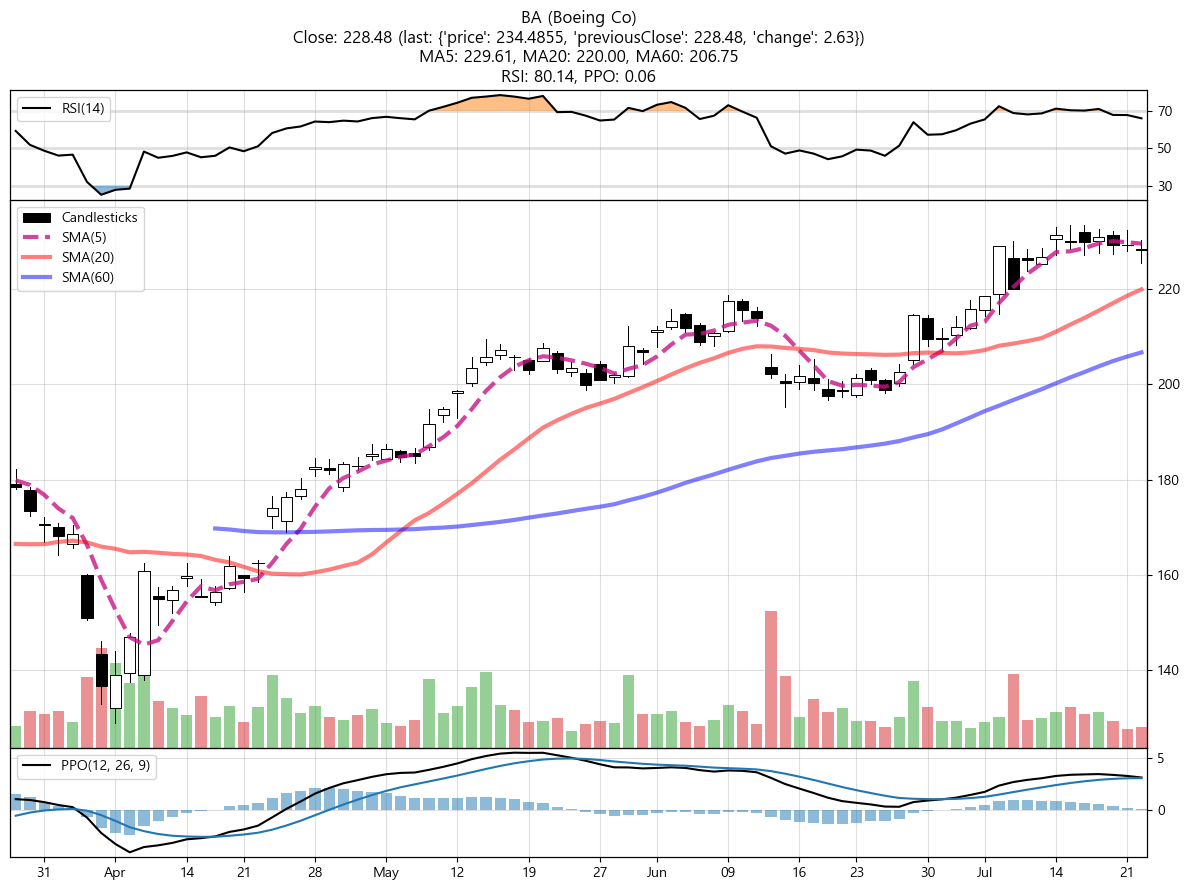 BA (Boeing Co)
Close: 228.48 (last: {'price': 234.4855, 'previousClose': 228.48, 'change': 2.63})
MA5: 229.61, MA20: 220.00, MA60: 206.75
RSI: 80.14, PPO: 0.06
RSI(14)
70
50
30
Candlesticks
SMA(5)
SMA(20)
SMA(60)
220
200
180
160
140
PPO(12, 26, 9)
5
0
31 Apr 14 21 28 May 12 19 27 Jun 09 16 23 30 Jul 14 21